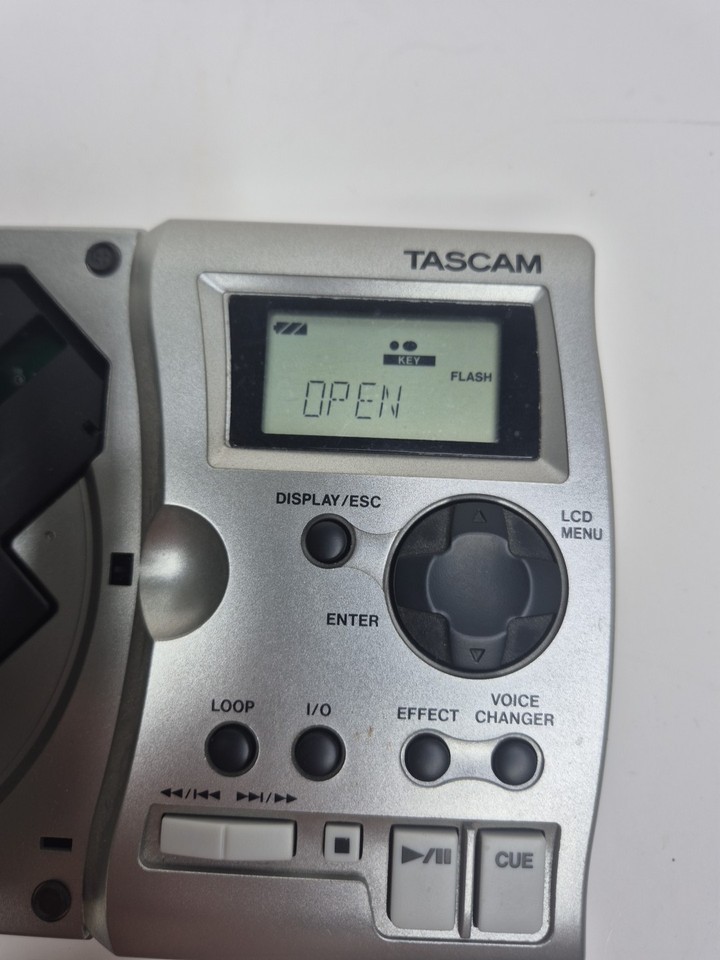 TASCAM
KEY
FLASH
OPEN
DISPLAY/ESC
LCD
MENU
ENTER
LOOP
I/O
EFFECT
VOICE
CHANGER
CUE